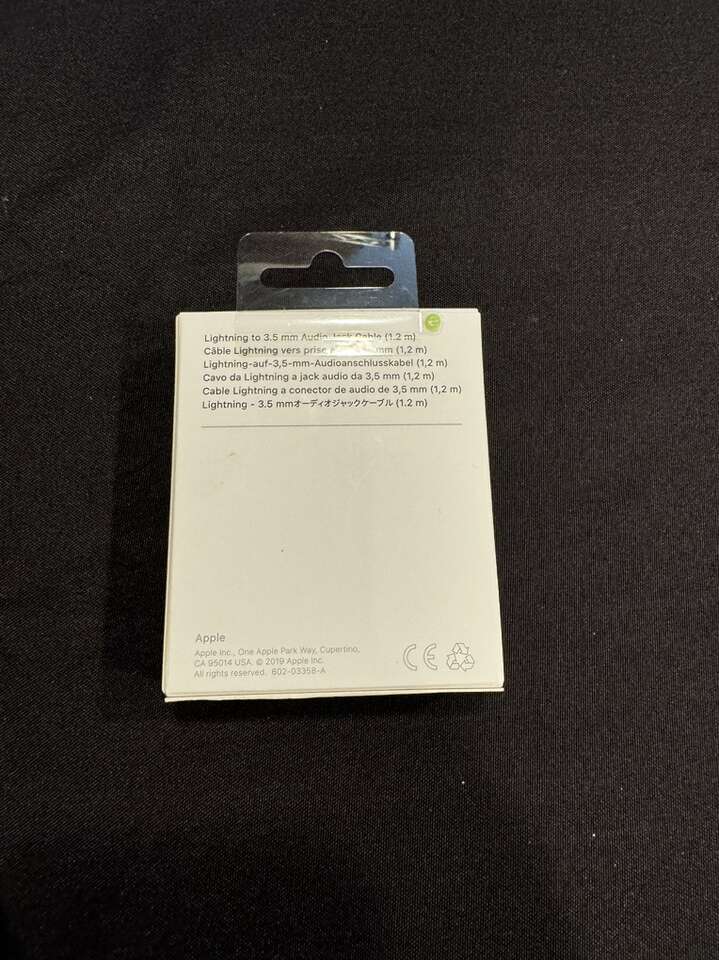 Lightning to 3.5 mm Audio Jack Cable (1.2 m)
Câble Lightning vers prise mm (1,2 m)
Lightning-auf-3,5-mm-Audioanschlusskabel (1,2 m)
Cavo da Lightning a jack audio da 3,5 mm (1,2 m)
Cable Lightning a conector de audio de 3,5 mm (1,2 m)
Lightning - 3.5 mmオーディオジャックケーブル (1.2 m)
Apple
Apple Inc., One Apple Park Way, Cupertino,
CA 95014 USA. © 2019 Apple Inc.
All rights reserved. 602-03358-A
CE